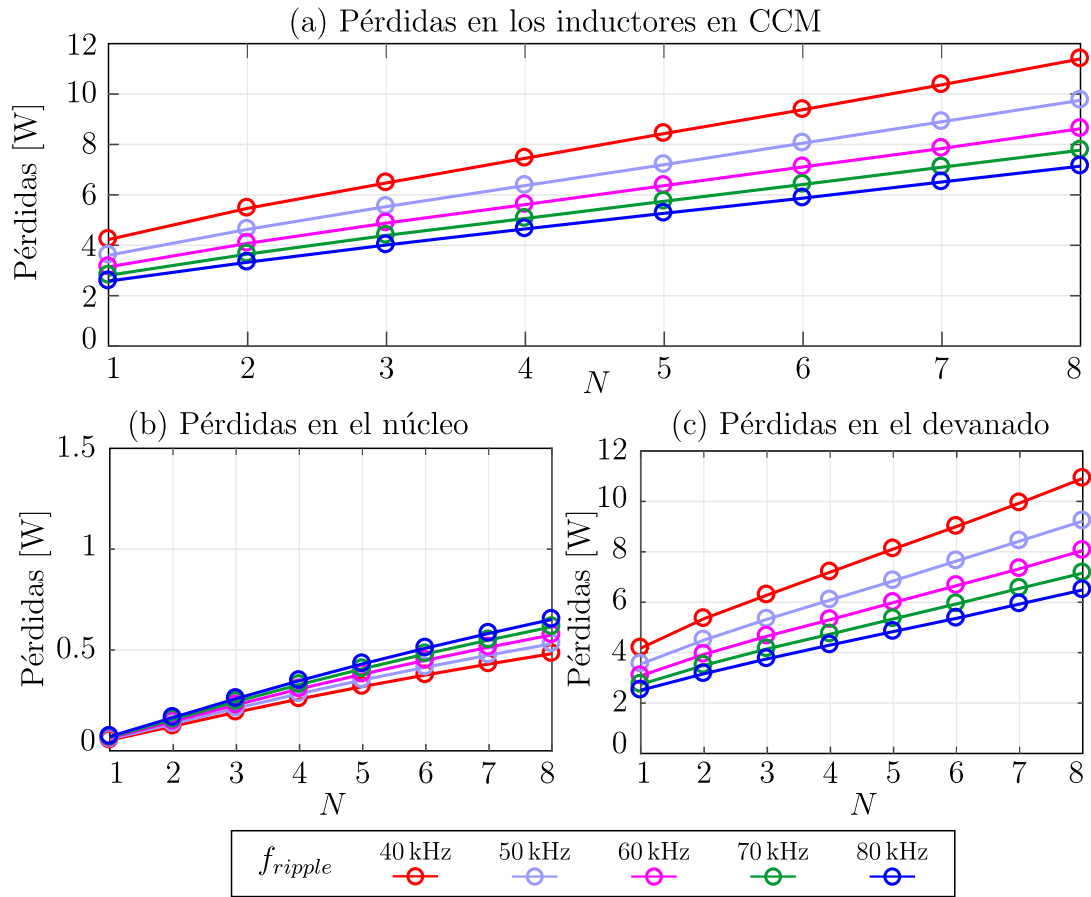 (a) Pérdidas en los inductores en CCM
Pérdidas [W]
12
10
8
6
4
2
0
1 2 3 4 5 6 7 8
N
(b) Pérdidas en el núcleo
Pérdidas [W]
1.5
1
0.5
0
1 2 3 4 5 6 7 8
N
(c) Pérdidas en el devanado
Pérdidas [W]
12
10
8
6
4
2
0
1 2 3 4 5 6 7 8
N
f_ripple 40 kHz 50 kHz 60 kHz 70 kHz 80 kHz